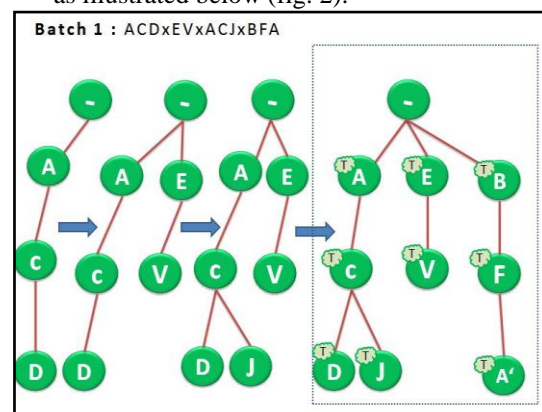 as illustrated below (fig. 2).
Batch 1 : ACDxEVxACJxBFA
- - - -
A A E A E T A T E T B
C C V C V T C T V T F
D D D J T D T J T A'